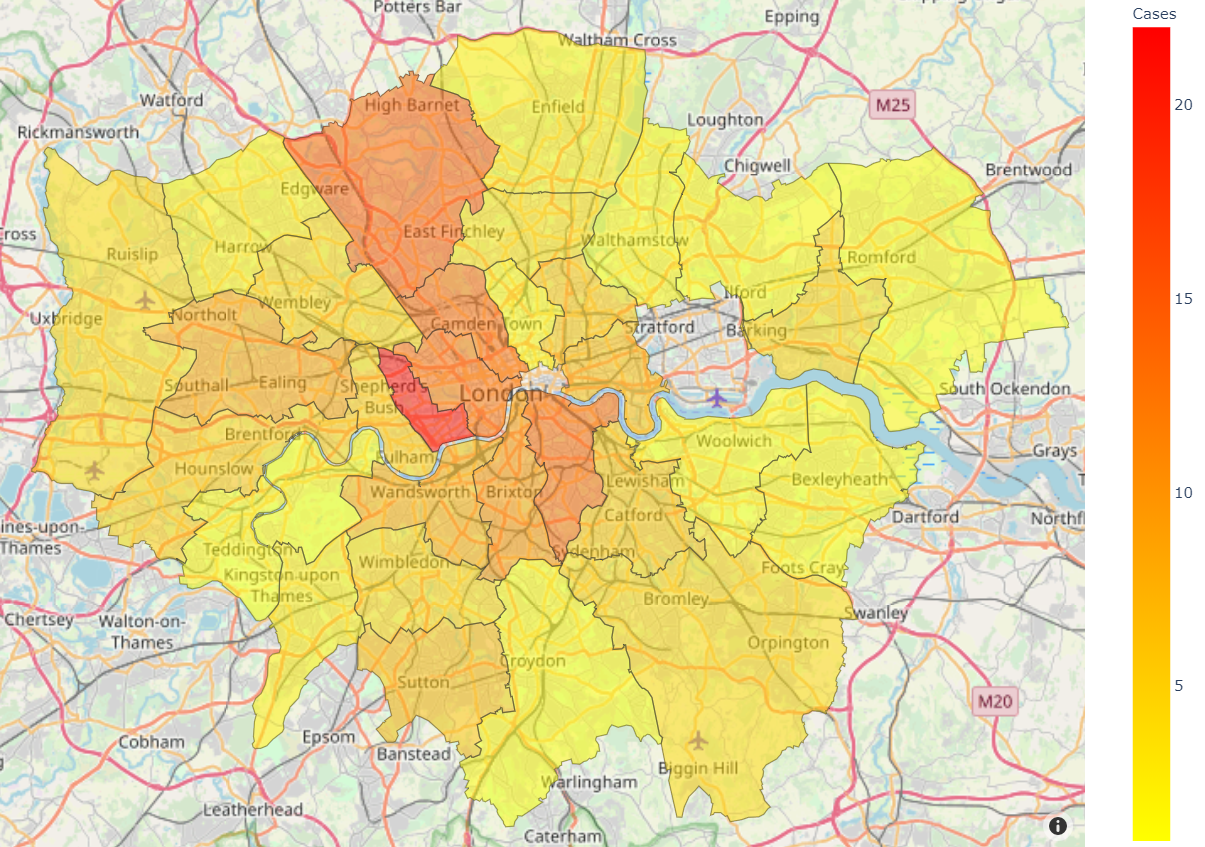 Potters Bar
Epping
Cases
Waltham Cross
Watford
High Barnet
Enfield
M25
20
Loughton
Rickmansworth
Chigwell
Brentwood
Edgware
East Finchley
Cross
Harrow
Walthamstow
Ruislip
Romford
Ilford
15
Wembley
Northolt
Uxbridge
Camden Town
Stratford
Barking
Southall
Ealing
Shepherd's
Bush
London
South Ockendon
Brentford
Woolwich
Hounslow
Fulham
Grays
Bexleyheath
Lewisham
Wandsworth
Brixton
10
Catford
Dartford
Northfl
ines-upon-
Thames
Teddington
Sydenham
Wimbledon
Foots Cray
Kingston upon
Thames
Bromley
Chertsey
Walton-on-
Thames
Swanley
Orpington
Croydon
Sutton
5
M20
Epsom
Cobham
Banstead
Biggin Hill
Warlingham
Leatherhead
Caterham